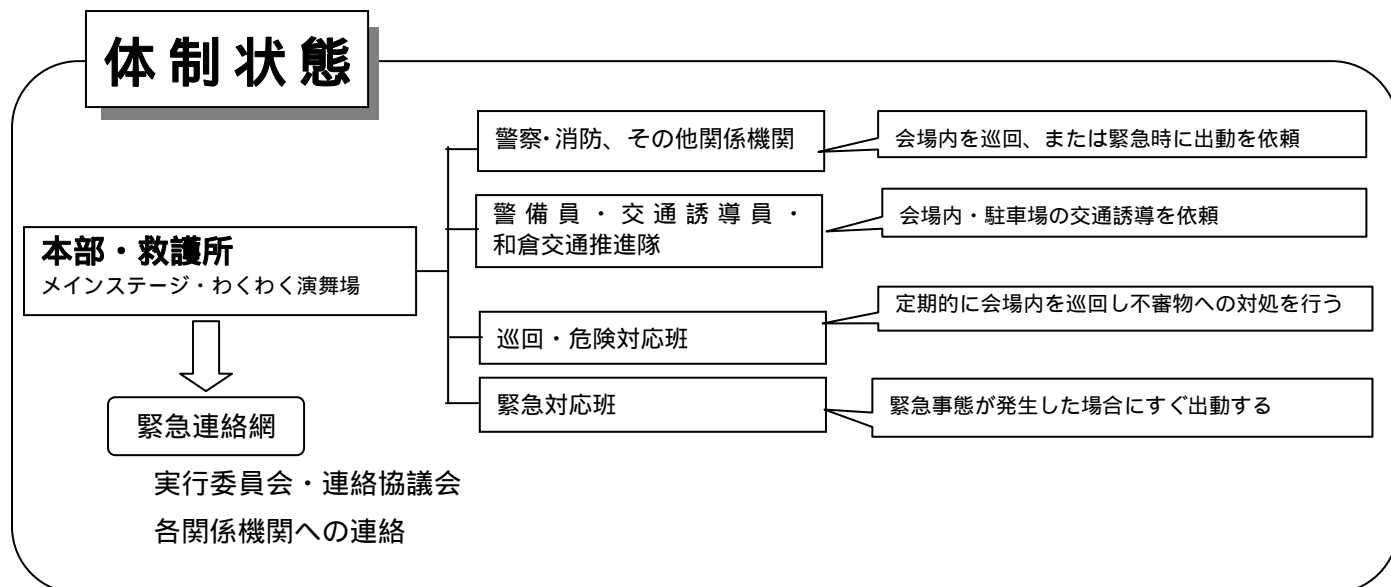 体制状態
警察・消防、その他関係機関
会場内を巡回、または緊急時に出動を依頼
警備員・交通誘導員・
和倉交通推進隊
会場内・駐車場の交通誘導を依頼
本部・救護所
メインステージ・わくわく演舞場
巡回・危険対応班
定期的に会場内を巡回し不審物への対処を行う
緊急対応班
緊急事態が発生した場合にすぐ出動する
緊急連絡網
実行委員会・連絡協議会
各関係機関への連絡